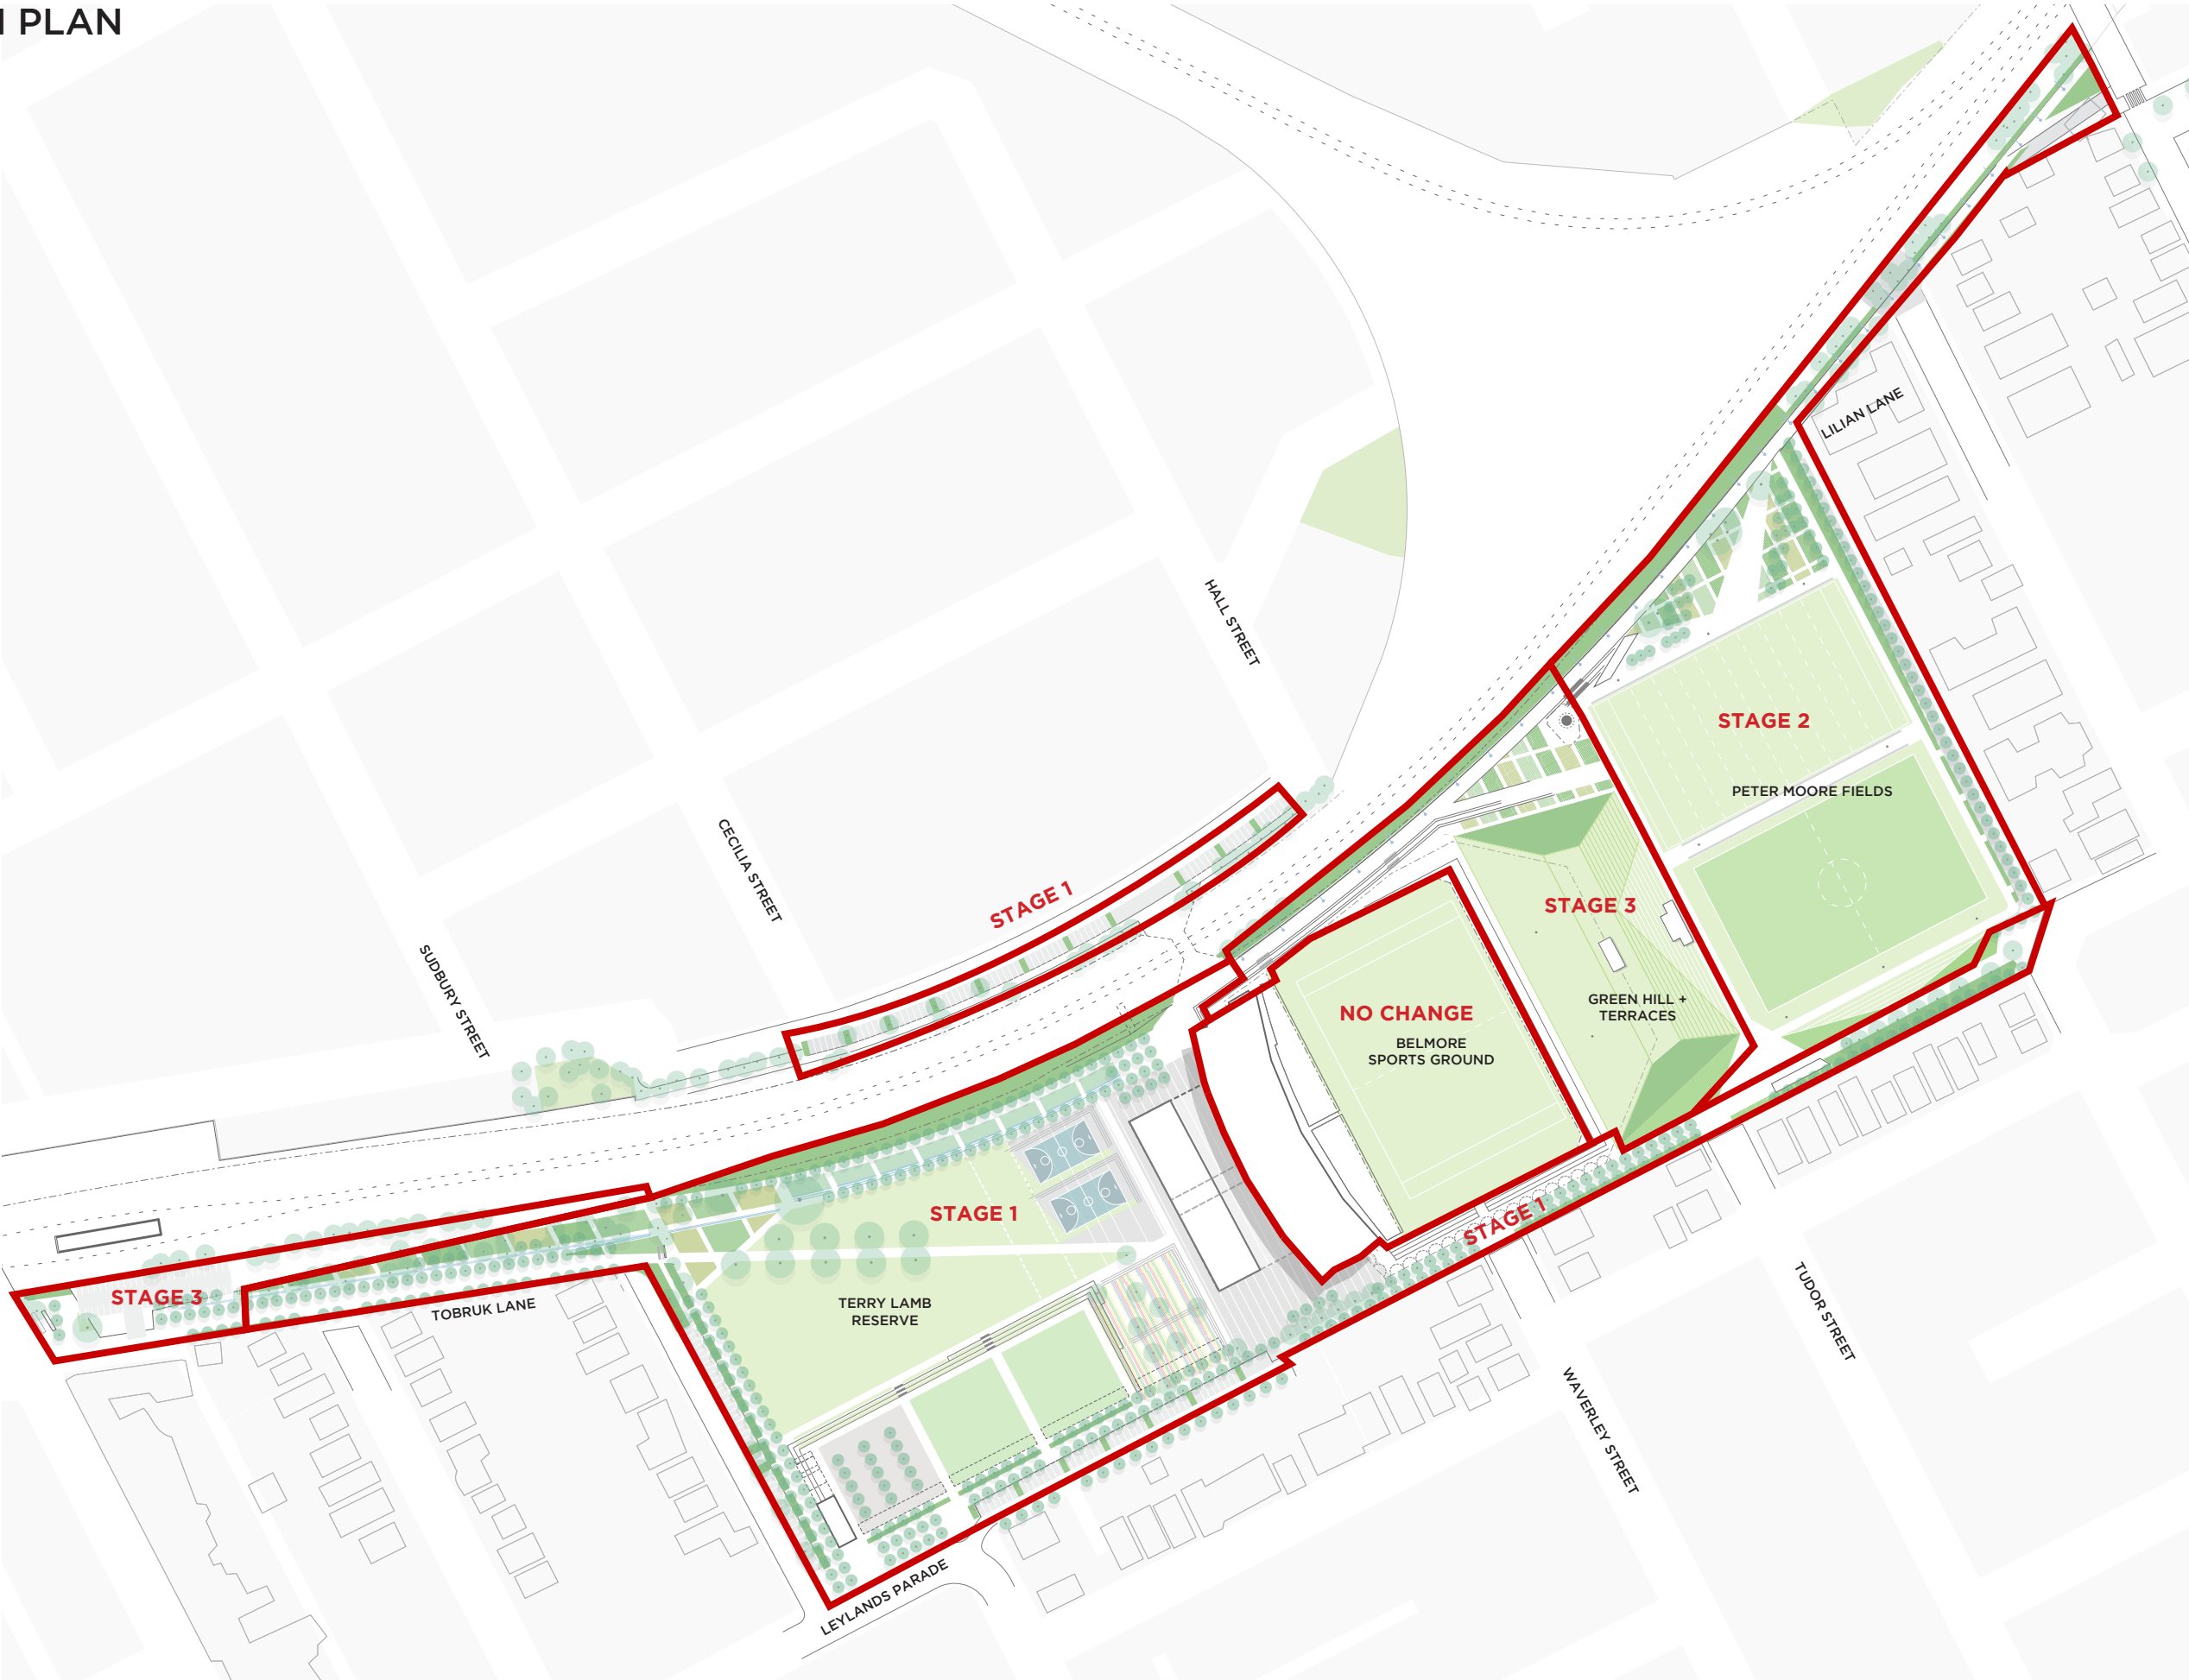 PLAN
LILIAN LANE
HALL STREET
STAGE 2
PETER MOORE FIELDS
CECILIA STREET
STAGE 1
STAGE 3
SUDBURY STREET
GREEN HILL +
TERRACES
NO CHANGE
BELMORE
SPORTS GROUND
STAGE 1
STAGE 1
STAGE 3
TOBRUK LANE
TERRY LAMB
RESERVE
TUDOR STREET
WAVERLEY STREET
LEYLANDS PARADE